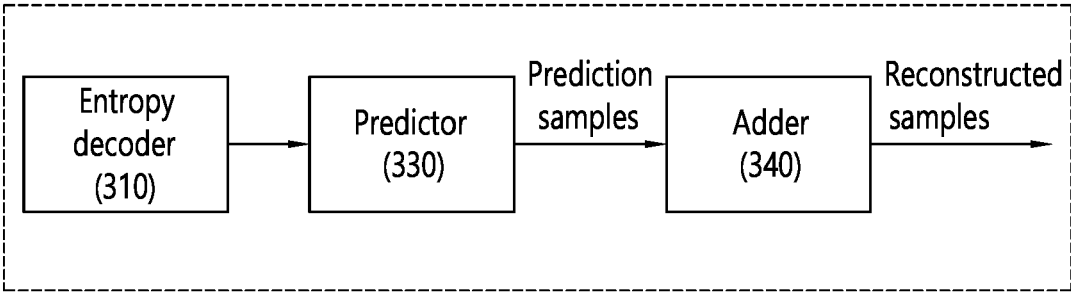 Entropy
decoder
(310)
Predictor
(330)
Prediction
samples
Adder
(340)
Reconstructed
samples